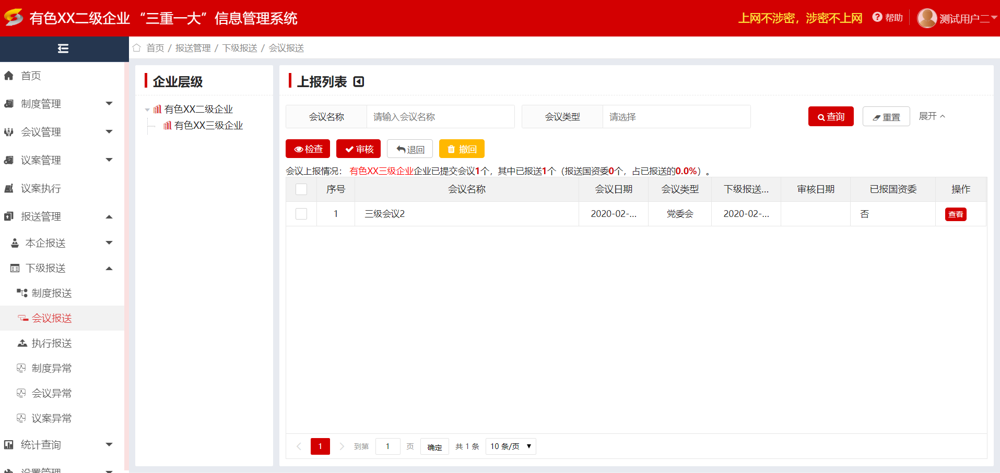 有色XX二级企业 “三重一大” 信息管理系统
上网不涉密，涉密不上网
帮助
测试用户二
首页 / 报送管理 / 下级报送 / 会议报送
首页
制度管理
会议管理
议案管理
议案执行
报送管理
本企报送
下级报送
制度报送
会议报送
执行报送
制度异常
会议异常
议案异常
统计查询
设置管理
企业层级
有色XX二级企业
有色XX三级企业
上报列表
会议名称 请输入会议名称 会议类型 请选择 查询 重置 展开
检查 审核 退回 撤回
会议上报情况： 有色XX三级企业企业已提交会议1个，其中已报送1个（报送国资委0个，占已报送的0.0%）。
序号 会议名称 会议日期 会议类型 下级报送... 审核日期 已报国资委 操作
1 三级会议2 2020-02-... 党委会 2020-02-... 否 查看
1 到第 1 页 确定 共 1 条 10 条/页